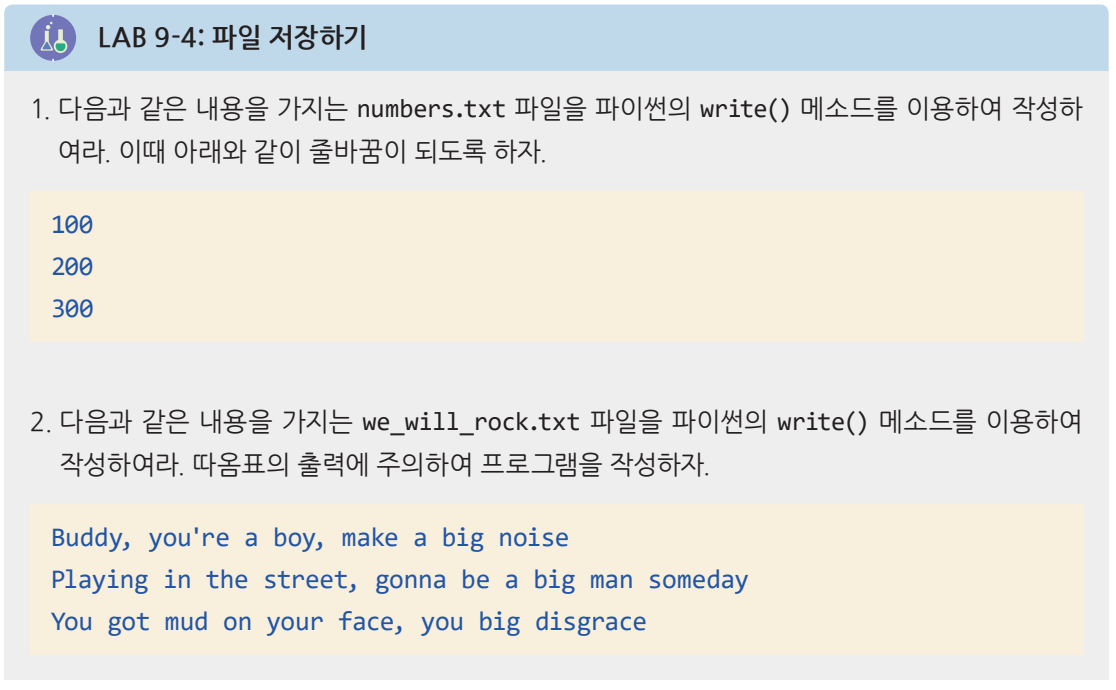 LAB 9-4: 파일 저장하기
1. 다음과 같은 내용을 가지는 numbers.txt 파일을 파이썬의 write() 메소드를 이용하여 작성하
여라. 이때 아래와 같이 줄바꿈이 되도록 하자.
100
200
300
2. 다음과 같은 내용을 가지는 we_will_rock.txt 파일을 파이썬의 write() 메소드를 이용하여
작성하여라. 따옴표의 출력에 주의하여 프로그램을 작성하자.
Buddy, you're a boy, make a big noise
Playing in the street, gonna be a big man someday
You got mud on your face, you big disgrace